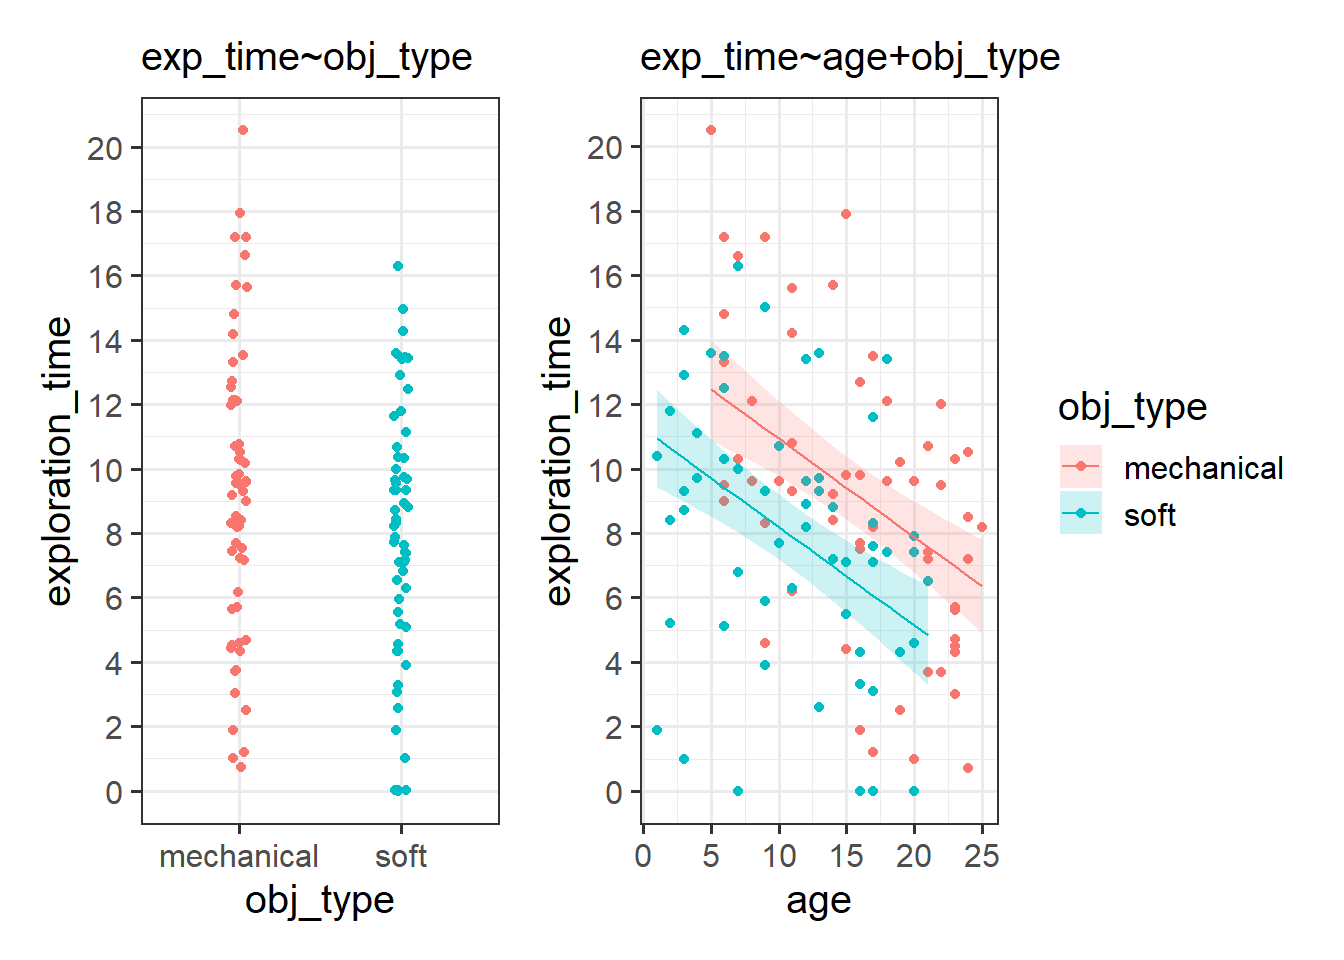 exp_time~obj_type
exploration_time
20
18
16
14
12
10
8
6
4
2
0
mechanical soft
obj_type
exp_time~age+obj_type
exploration_time
20
18
16
14
12
10
8
6
4
2
0
0 5 10 15 20 25
age
obj_type
mechanical
soft